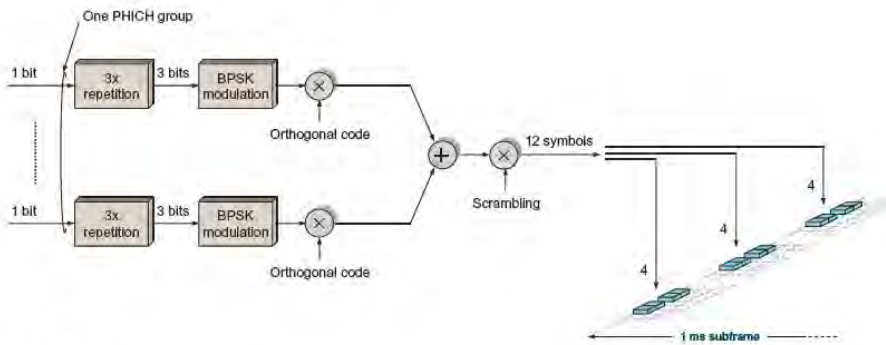 One PHICH group
1 bit
3x
repetition
3 bits
BPSK
modulation
Orthogonal code
12 symbols
Scrambling
4
4
4
1 bit
3x
repetition
3 bits
BPSK
modulation
Orthogonal code
1 ms subframe